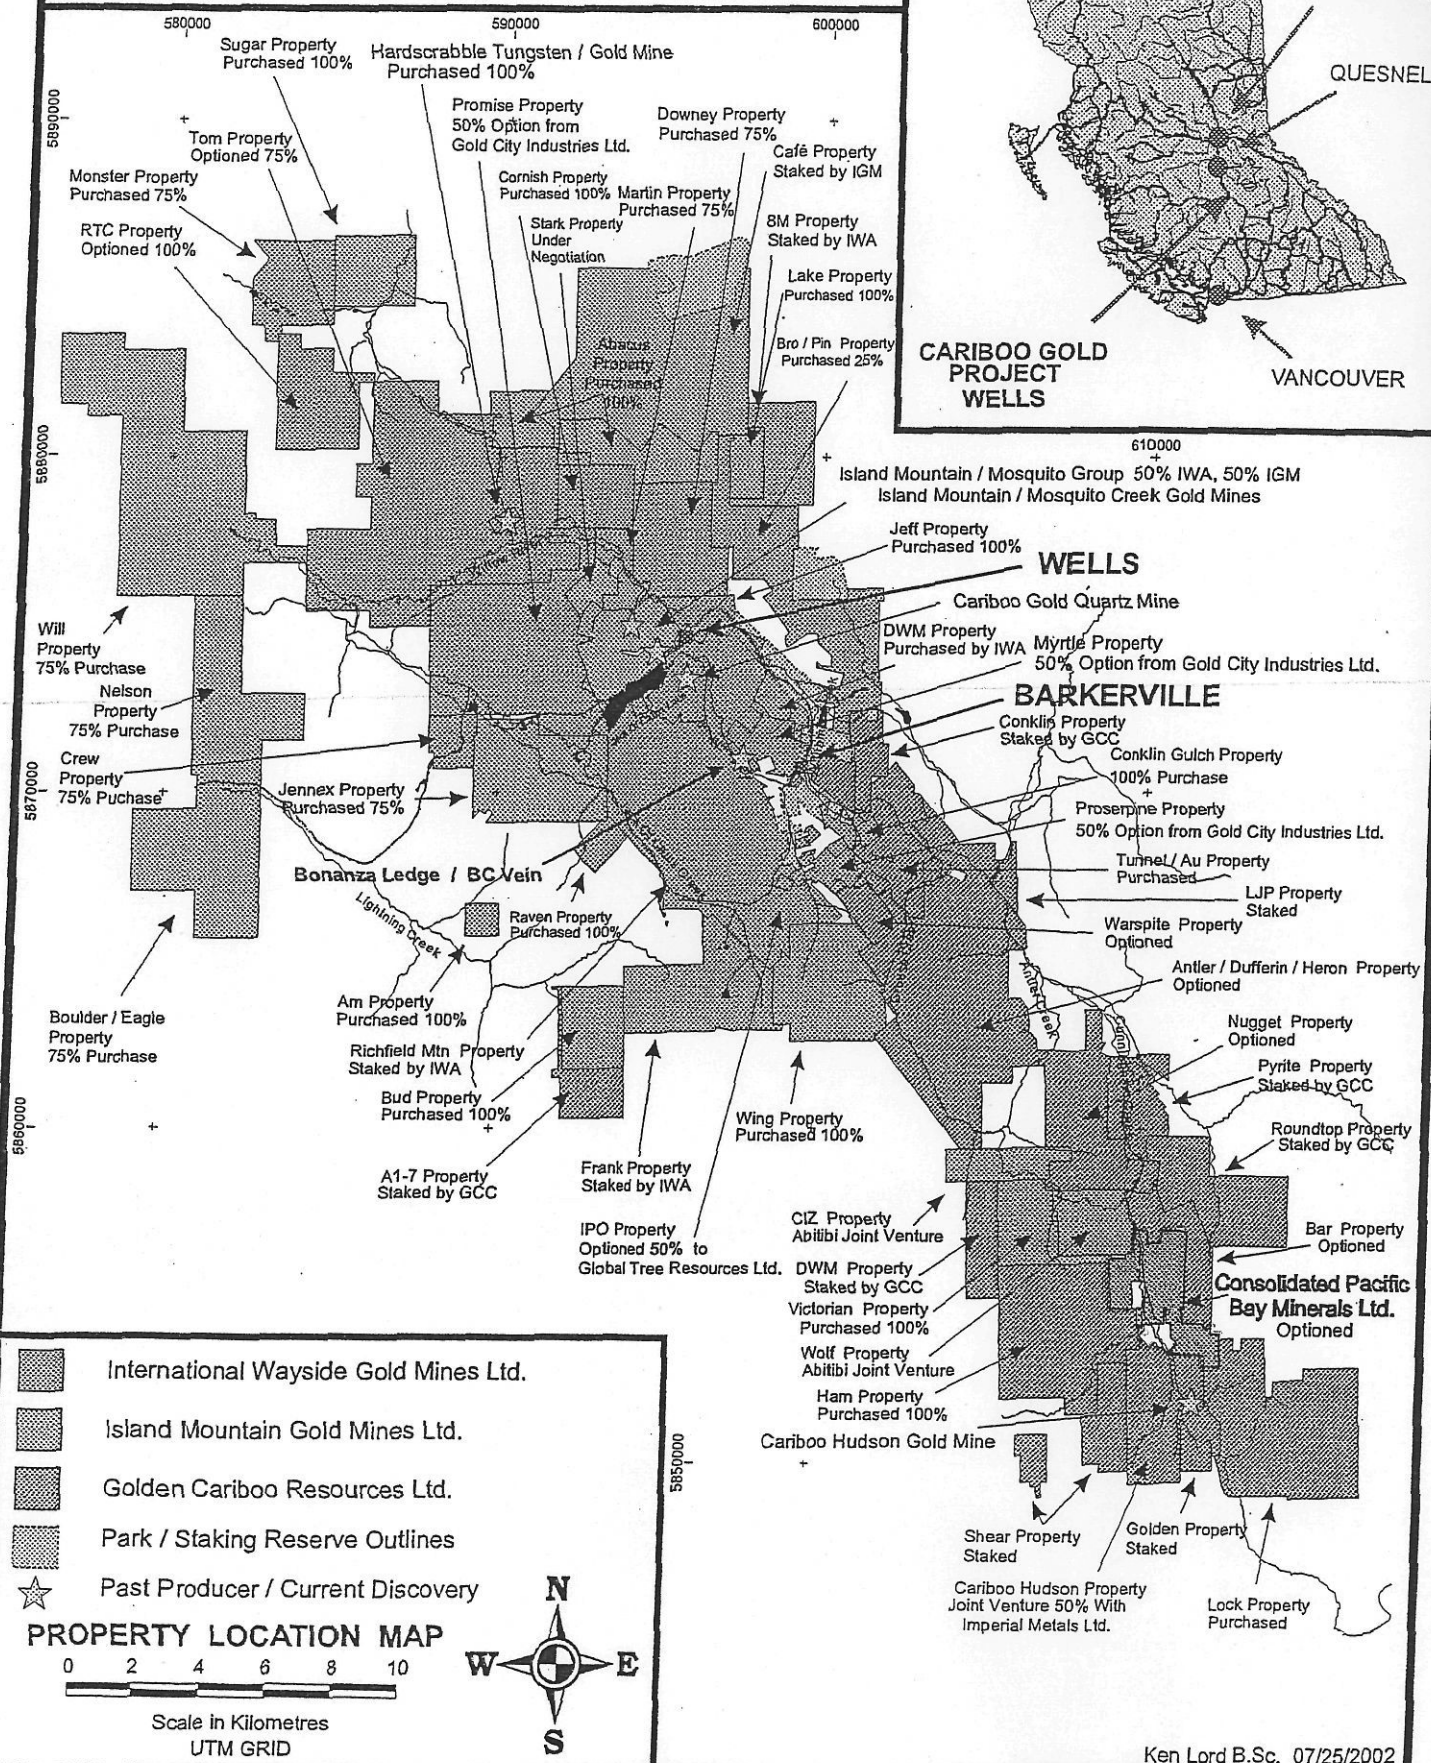 580000
590000
600000
5890000
Sugar Property
Purchased 100%
Hardscrabble Tungsten / Gold Mine
Purchased 100%
Promise Property
50% Option from
Gold City Industries Ltd.
Downey Property
Purchased 75%
Café Property
Staked by IGM
Tom Property
Optioned 75%
Monster Property
Purchased 75%
Cornish Property
Purchased 100%
Martin Property
Purchased 75%
RTC Property
Optioned 100%
Stark Property
Under
Negotiation
8M Property
Staked by IWA
Lake Property
Purchased 100%
Bro / Pin Property
Purchased 25%
Abacus
Property
Purchased
100%
QUESNEL
CARIBOO GOLD
PROJECT
WELLS
VANCOUVER
5880000
610000
Island Mountain / Mosquito Group 50% IWA, 50% IGM
Island Mountain / Mosquito Creek Gold Mines
Jeff Property
Purchased 100%
WELLS
Cariboo Gold Quartz Mine
DWM Property
Purchased by IWA
Myrtle Property
50% Option from Gold City Industries Ltd.
BARKERVILLE
Conklin Property
Staked by GCC
Conklin Gulch Property
100% Purchase
Proserpine Property
50% Option from Gold City Industries Ltd.
Tunnel / Au Property
Purchased
LJP Property
Staked
Warspite Property
Optioned
Antler / Dufferin / Heron Property
Optioned
Antler Creek
Nugget Property
Optioned
Pyrite Property
Staked by GCC
Roundtop Property
Staked by GCC
Bar Property
Optioned
Consolidated Pacific
Bay Minerals Ltd.
Optioned
Will
Property
75% Purchase
Nelson
Property
75% Purchase
Crew
Property
75% Puchase
5870000
Jennex Property
Purchased 75%
Bonanza Ledge / BC Vein
Lightning Creek
Raven Property
Purchased 100%
Am Property
Purchased 100%
Boulder / Eagle
Property
75% Purchase
Richfield Mtn Property
Staked by IWA
Bud Property
Purchased 100%
5860000
A1-7 Property
Staked by GCC
Frank Property
Staked by IWA
Wing Property
Purchased 100%
IPO Property
Optioned 50% to
Global Tree Resources Ltd.
CIZ Property
Abitibi Joint Venture
DWM Property
Staked by GCC
Victorian Property
Purchased 100%
Wolf Property
Abitibi Joint Venture
Ham Property
Purchased 100%
Cariboo Hudson Gold Mine
5850000
Shear Property
Staked
Golden Property
Staked
Cariboo Hudson Property
Joint Venture 50% With
Imperial Metals Ltd.
Lock Property
Purchased
International Wayside Gold Mines Ltd.
Island Mountain Gold Mines Ltd.
Golden Cariboo Resources Ltd.
Park / Staking Reserve Outlines
Past Producer / Current Discovery
PROPERTY LOCATION MAP
0 2 4 6 8 10
Scale in Kilometres
UTM GRID
N
W E
S
Ken Lord B.Sc. 07/25/2002